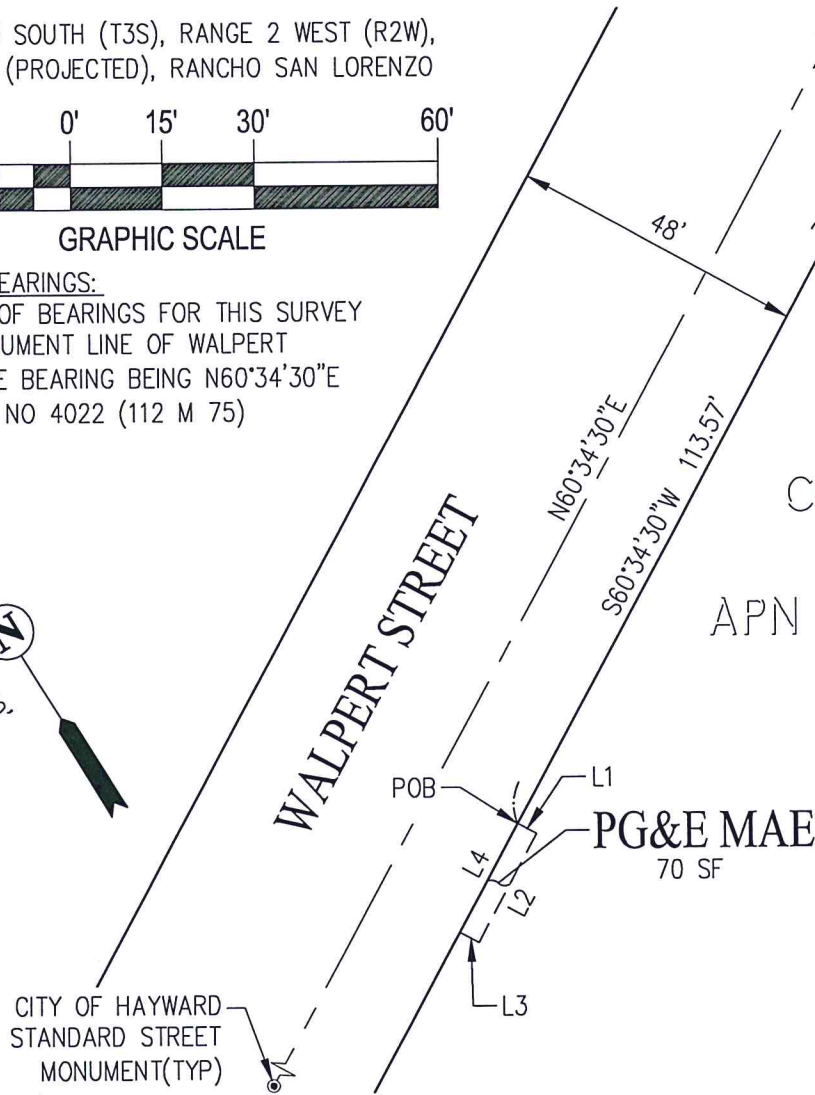 SOUTH (T3S), RANGE 2 WEST (R2W),
(PROJECTED), RANCHO SAN LORENZO
0' 15' 30' 60'
GRAPHIC SCALE
EARINGS:
OF BEARINGS FOR THIS SURVEY
UMENT LINE OF WALPERT
E BEARING BEING N60°34'30"E
NO 4022 (112 M 75)
48'
N60°34'30"E
S60°34'30"W 113.57'
C
APN
N
WALPERT STREET
POB
L1
PG&E MAE
70 SF
L4
L2
L3
CITY OF HAYWARD
STANDARD STREET
MONUMENT(TYP)